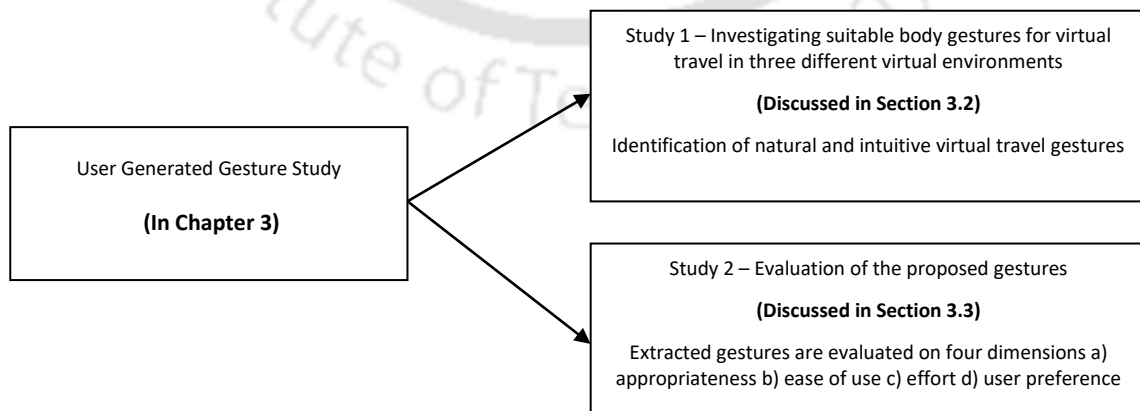 tute of Te
User Generated Gesture Study
(In Chapter 3)
Study 1 – Investigating suitable body gestures for virtual
travel in three different virtual environments
(Discussed in Section 3.2)
Identification of natural and intuitive virtual travel gestures
Study 2 – Evaluation of the proposed gestures
(Discussed in Section 3.3)
Extracted gestures are evaluated on four dimensions a)
appropriateness b) ease of use c) effort d) user preference